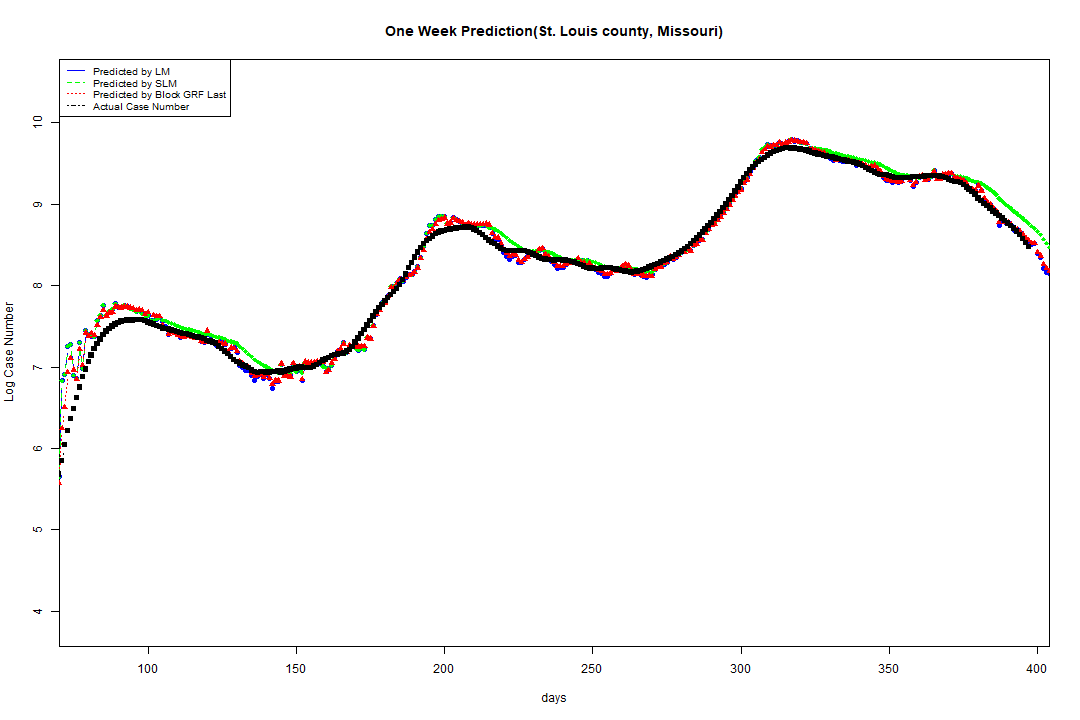 One Week Prediction(St. Louis county, Missouri)
Predicted by LM
Predicted by SLM
Predicted by Block GRF Last
Actual Case Number
10
9
8
7
6
5
4
Log Case Number
100 150 200 250 300 350 400
days